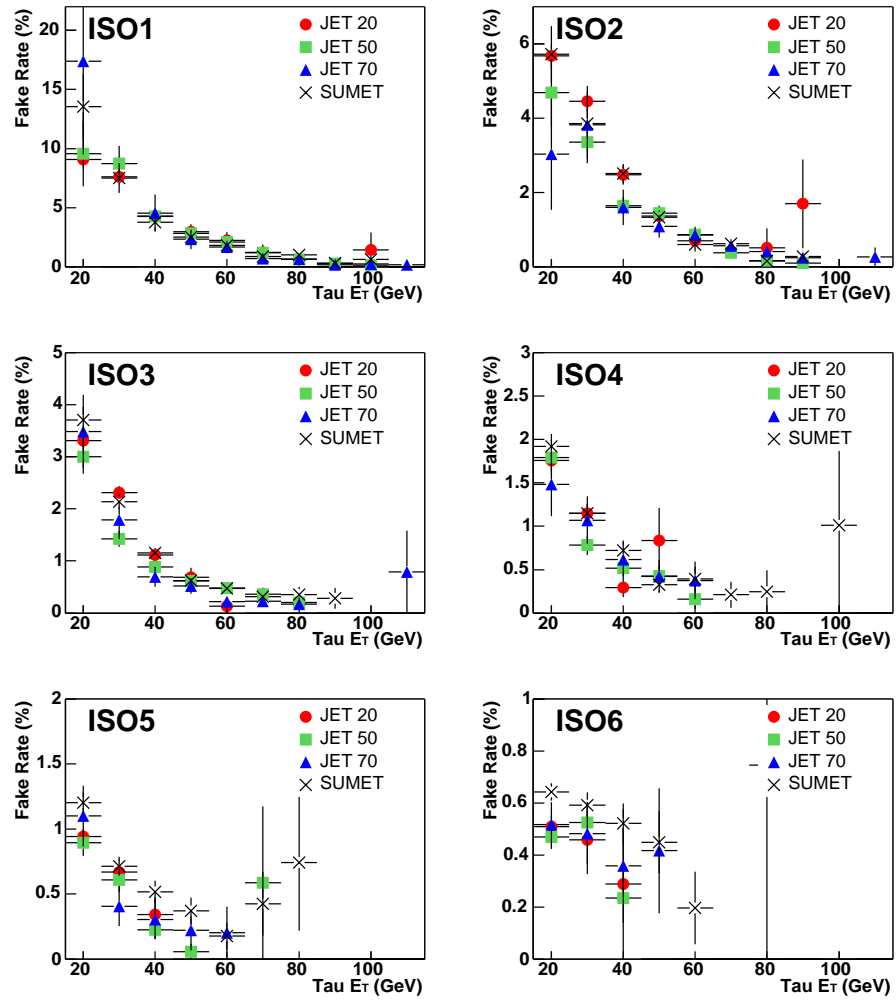 ISO1
JET 20
JET 50
JET 70
SUMET
Fake Rate (%)
20
15
10
5
0
20 40 60 80 100
Tau ET (GeV)
ISO2
JET 20
JET 50
JET 70
SUMET
Fake Rate (%)
6
4
2
0
20 40 60 80 100
Tau ET (GeV)
ISO3
JET 20
JET 50
JET 70
SUMET
Fake Rate (%)
5
4
3
2
1
0
20 40 60 80 100
Tau ET (GeV)
ISO4
JET 20
JET 50
JET 70
SUMET
Fake Rate (%)
3
2.5
2
1.5
1
0.5
0
20 40 60 80 100
Tau ET (GeV)
ISO5
JET 20
JET 50
JET 70
SUMET
Fake Rate (%)
2
1.5
1
0.5
0
20 40 60 80 100
Tau ET (GeV)
ISO6
JET 20
JET 50
JET 70
SUMET
Fake Rate (%)
1
0.8
0.6
0.4
0.2
0
20 40 60 80 100
Tau ET (GeV)